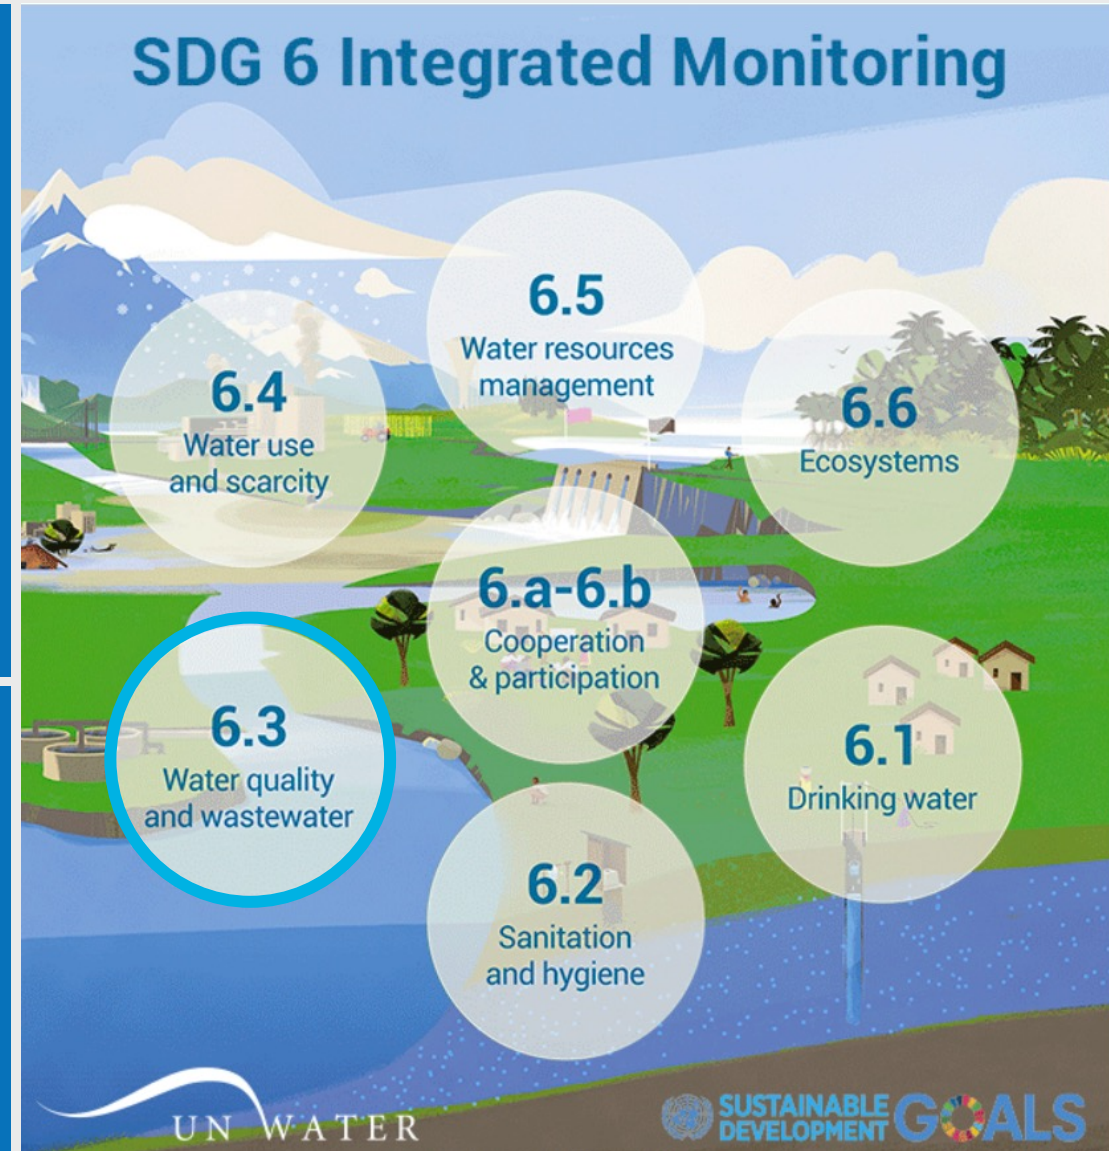 SDG 6 Integrated Monitoring
6.5
Water resources
management
6.4
Water use
and scarcity
6.6
Ecosystems
6.a-6.b
Cooperation
& participation
6.3
Water quality
and wastewater
6.1
Drinking water
6.2
Sanitation
and hygiene
UN WATER
SUSTAINABLE
DEVELOPMENT
GOALS